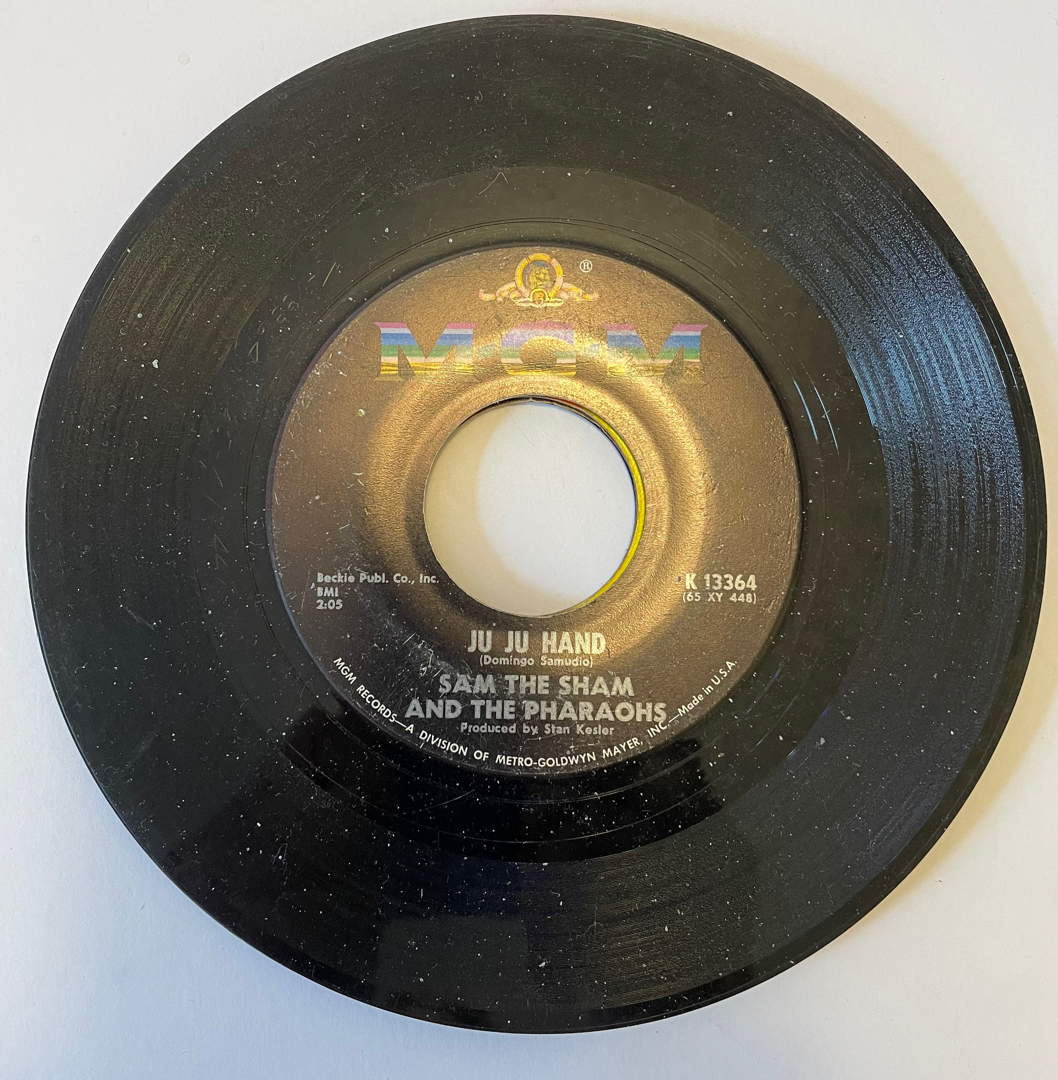 ®
MGM
Beckie Publ. Co., Inc.
BMI
2:05
K 13364
(65 XY 448)
JU JU HAND
(Domingo Samudio)
SAM THE SHAM
AND THE PHARAOHS
Produced by Stan Kesler
MGM RECORDS—A DIVISION OF METRO-GOLDWYN MAYER, INC.—Made in U.S.A.